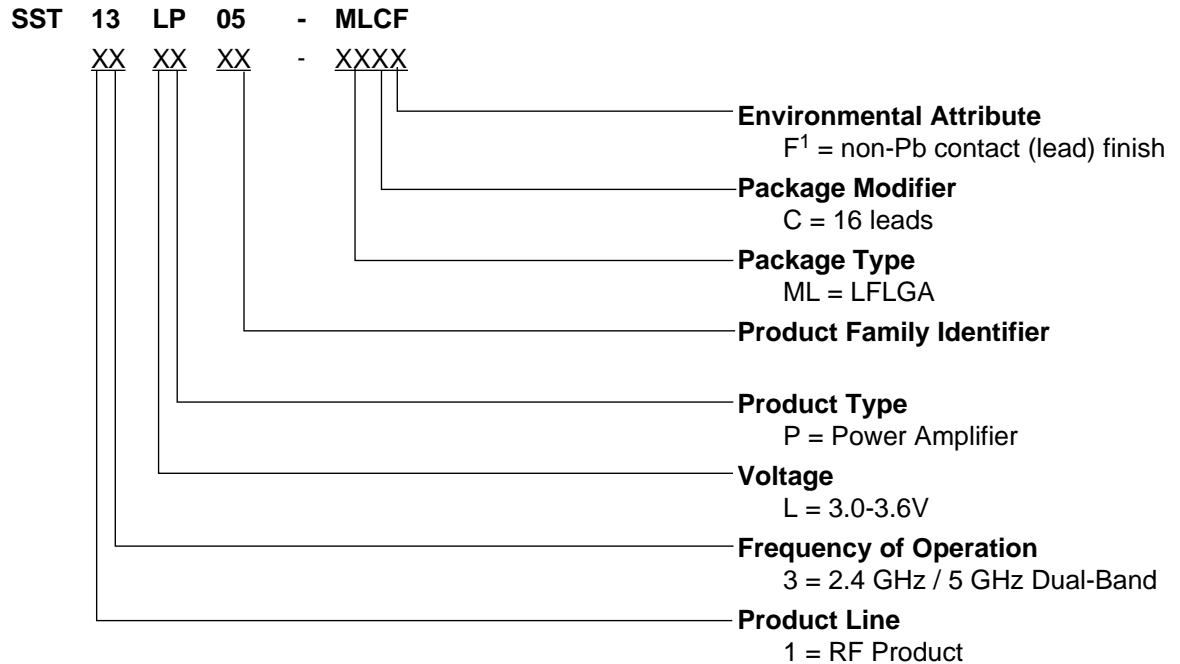 SST 13 LP 05 - MLCF
XX XX XX - XXXX
Environmental Attribute
F1 = non-Pb contact (lead) finish
Package Modifier
C = 16 leads
Package Type
ML = LFLGA
Product Family Identifier
Product Type
P = Power Amplifier
Voltage
L = 3.0-3.6V
Frequency of Operation
3 = 2.4 GHz / 5 GHz Dual-Band
Product Line
1 = RF Product